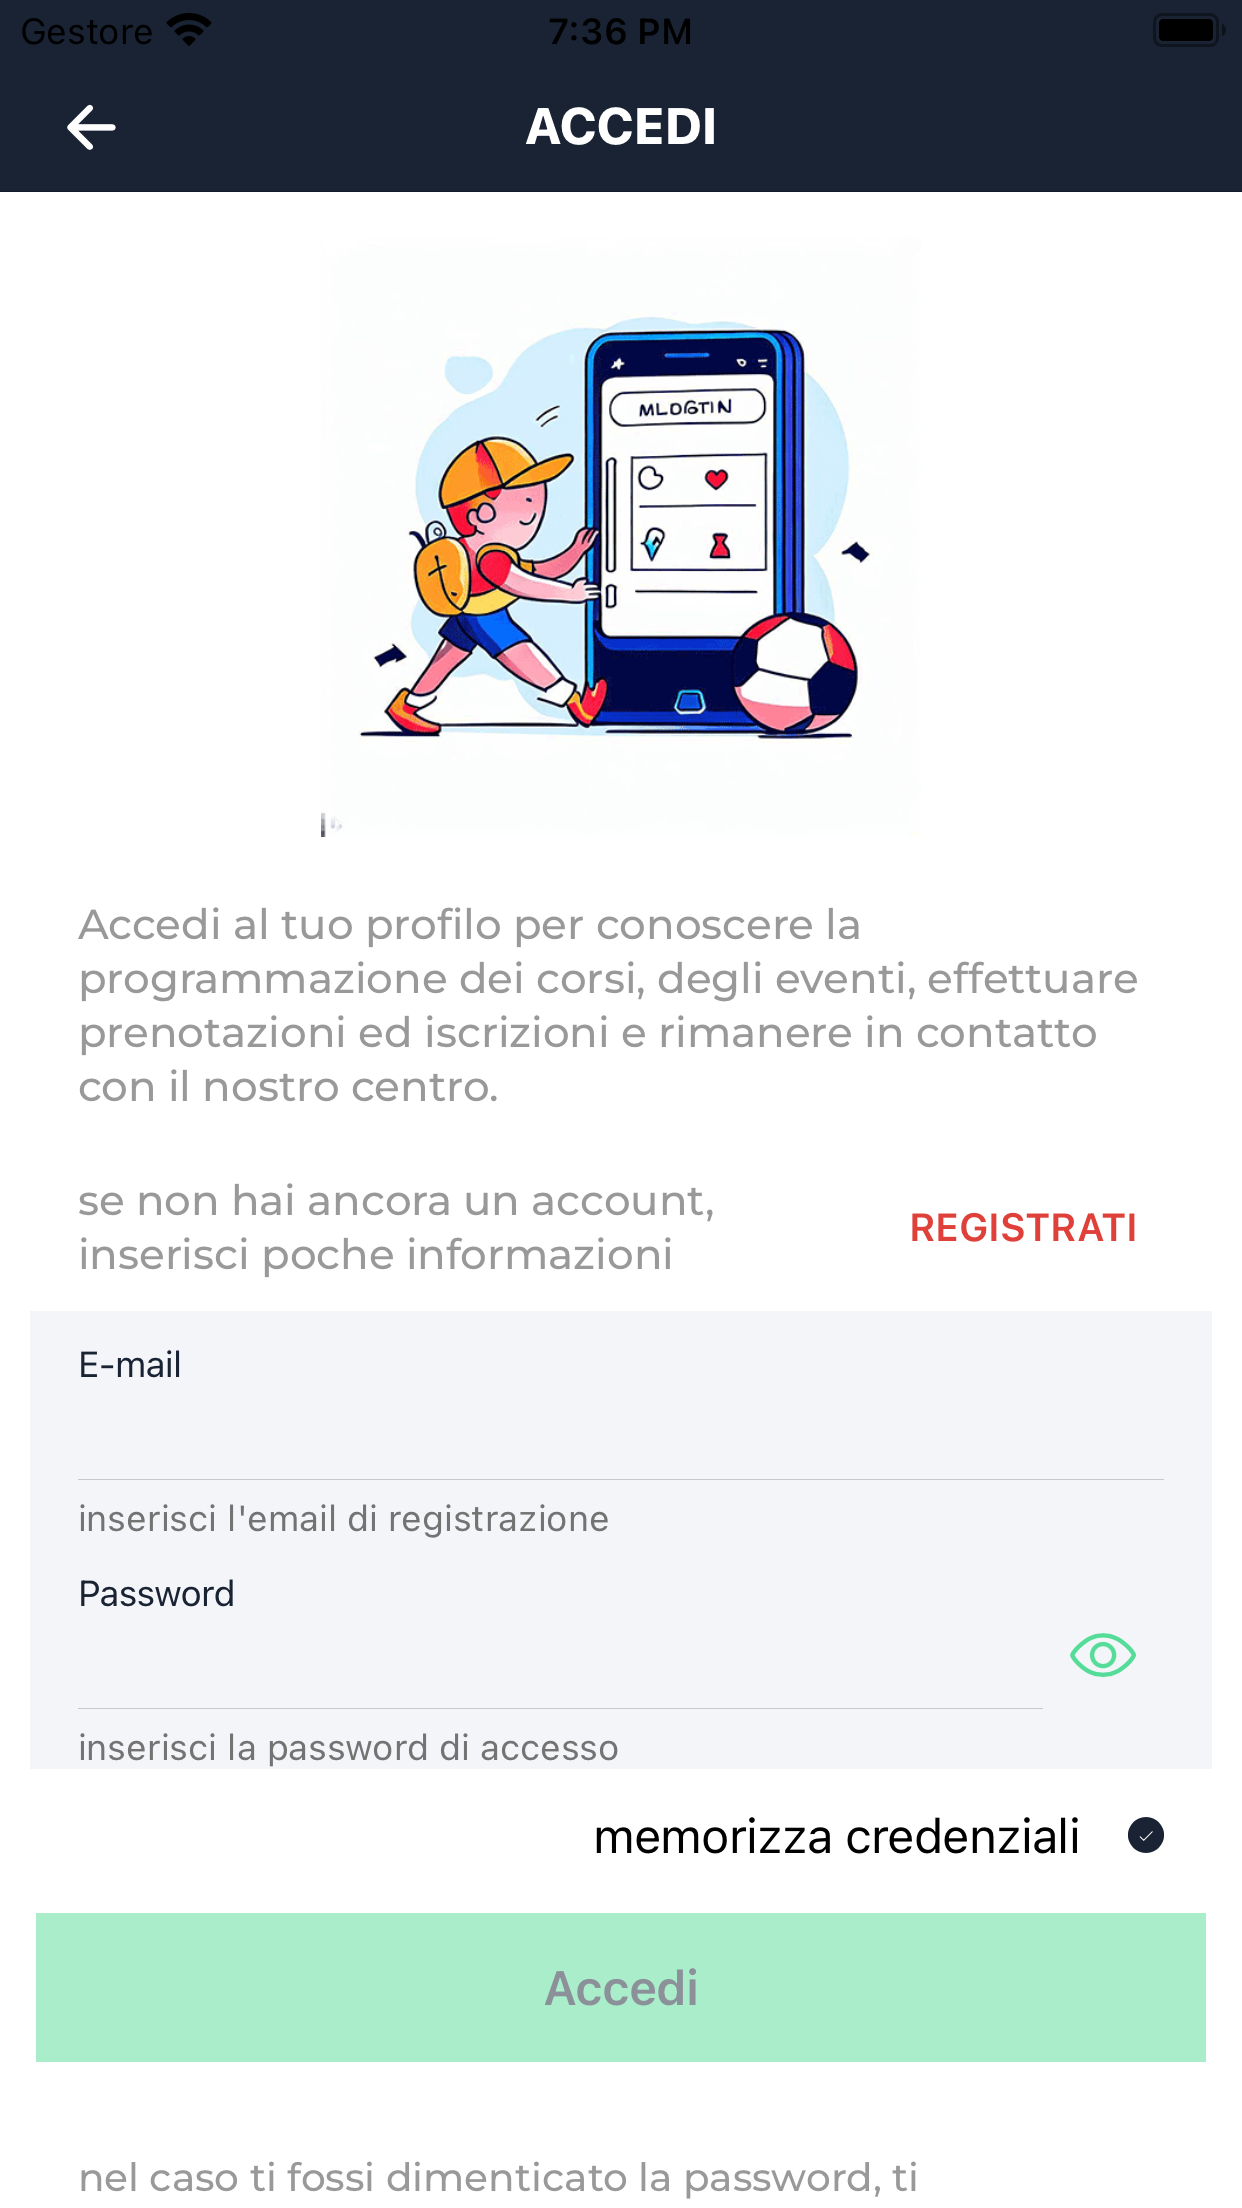 Gestore 7:36 PM
ACCEDI
MLDGTIN
Accedi al tuo profilo per conoscere la
programmazione dei corsi, degli eventi, effettuare
prenotazioni ed iscrizioni e rimanere in contatto
con il nostro centro.
se non hai ancora un account,
inserisci poche informazioni
REGISTRATI
E-mail
inserisci l'email di registrazione
Password
inserisci la password di accesso
memorizza credenziali
Accedi
nel caso ti fossi dimenticato la password, ti